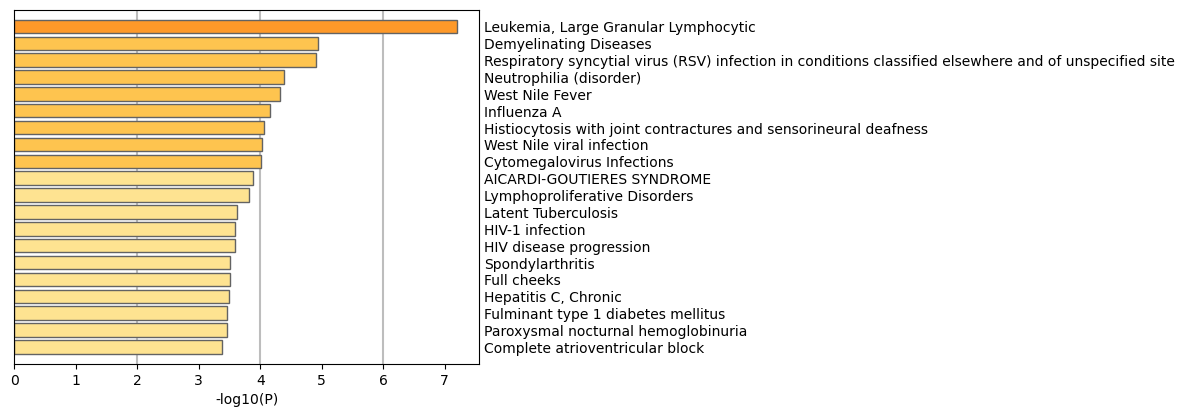 Leukemia, Large Granular Lymphocytic
Demyelinating Diseases
Respiratory syncytial virus (RSV) infection in conditions classified elsewhere and of unspecified site
Neutrophilia (disorder)
West Nile Fever
Influenza A
Histiocytosis with joint contractures and sensorineural deafness
West Nile viral infection
Cytomegalovirus Infections
AICARDI-GOUTIERES SYNDROME
Lymphoproliferative Disorders
Latent Tuberculosis
HIV-1 infection
HIV disease progression
Spondylarthritis
Full cheeks
Hepatitis C, Chronic
Fulminant type 1 diabetes mellitus
Paroxysmal nocturnal hemoglobinuria
Complete atrioventricular block
0 1 2 3 4 5 6 7
-log10(P)